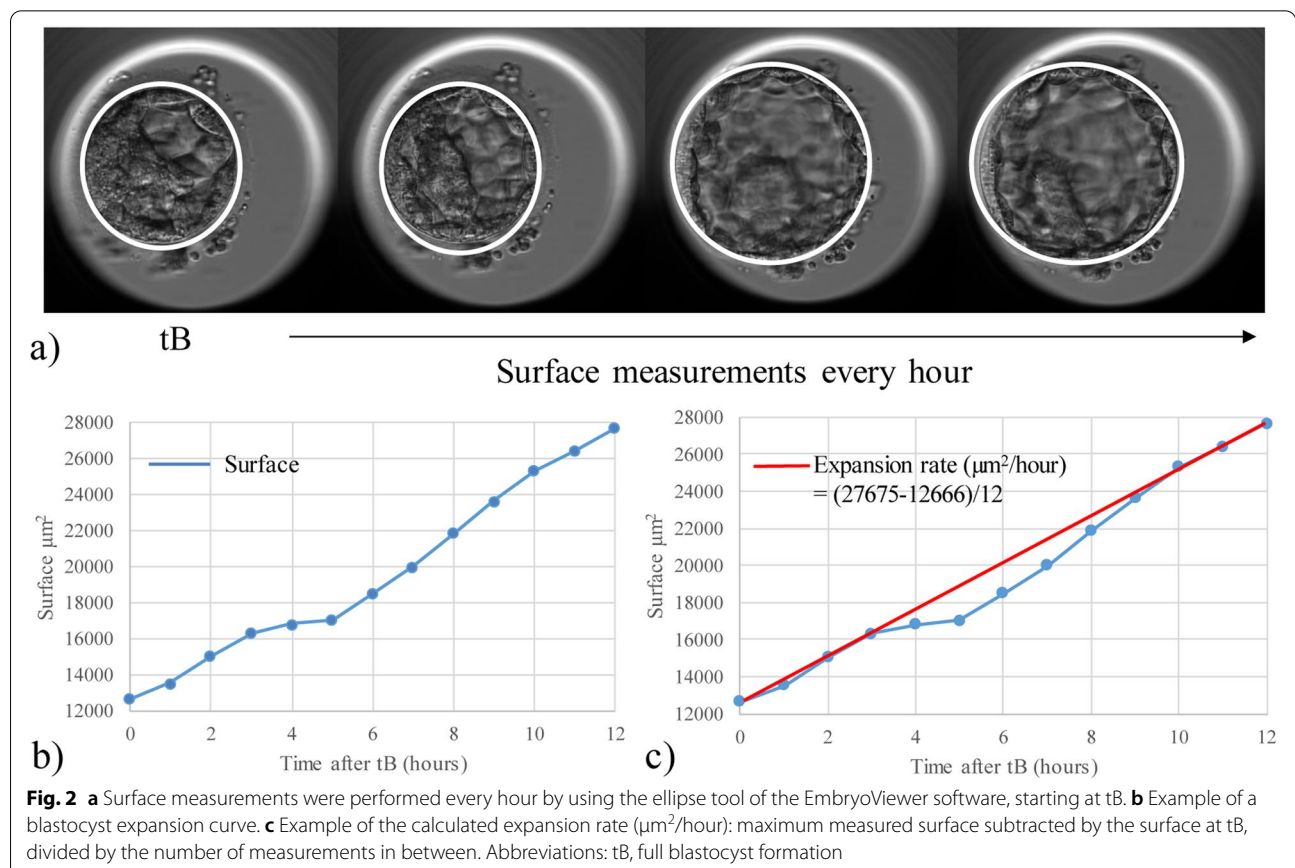 a)
tB
Surface measurements every hour
28000
26000
24000
22000
20000
18000
16000
14000
12000
Surface µm²
Surface
0 2 4 6 8 10 12
Time after tB (hours)
b)
28000
26000
24000
22000
20000
18000
16000
14000
12000
Surface µm²
Expansion rate (µm²/hour)
= (27675-12666)/12
0 2 4 6 8 10 12
Time after tB (hours)
c)
Fig. 2 a Surface measurements were performed every hour by using the ellipse tool of the EmbryoViewer software, starting at tB. b Example of a
blastocyst expansion curve. c Example of the calculated expansion rate (µm²/hour): maximum measured surface subtracted by the surface at tB,
divided by the number of measurements in between. Abbreviations: tB, full blastocyst formation